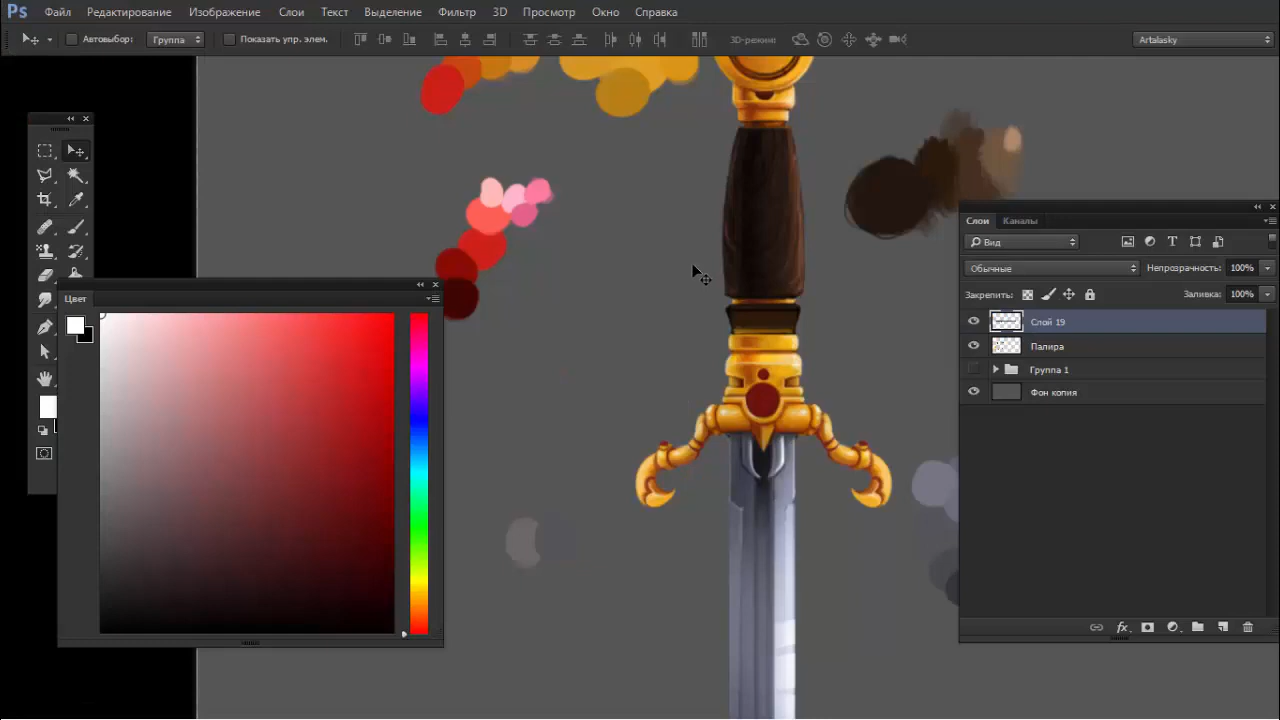 Ps Файл Редактирование Изображение Слои Текст Выделение Фильтр 3D Просмотр Окно Справка
Автовыбор: Группа Показать упр. элем. 3D-режим: Artalasky
Слои Каналы
Вид
Обычные Непрозрачность: 100%
Закрепить: Заливка: 100%
Слой 19
Палира
Группа 1
Фон копия
Цвет